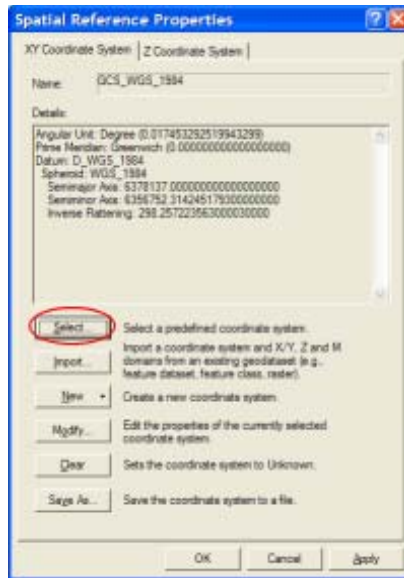 Spatial Reference Properties
XY Coordinate System
Z Coordinate System
Name:
GCS_WGS_1984
Details:
Angular Unit: Degree (0.017453292519943299)
Prime Meridian: Greenwich (0.000000000000000000)
Datum: D_WGS_1984
Spheroid: WGS_1984
Semimajor Axis: 6378137.000000000000000000
Semiminor Axis: 6356752.314245179300000000
Inverse Flattening: 298.257223563000030000
Select...
Select a predefined coordinate system.
Import...
Import a coordinate system and X/Y, Z and M
domains from an existing geodataset (e.g.,
feature dataset, feature class, raster).
New
Create a new coordinate system.
Modify...
Edit the properties of the currently selected
coordinate system.
Clear
Sets the coordinate system to Unknown.
Save As...
Save the coordinate system to a file.
OK
Cancel
Apply